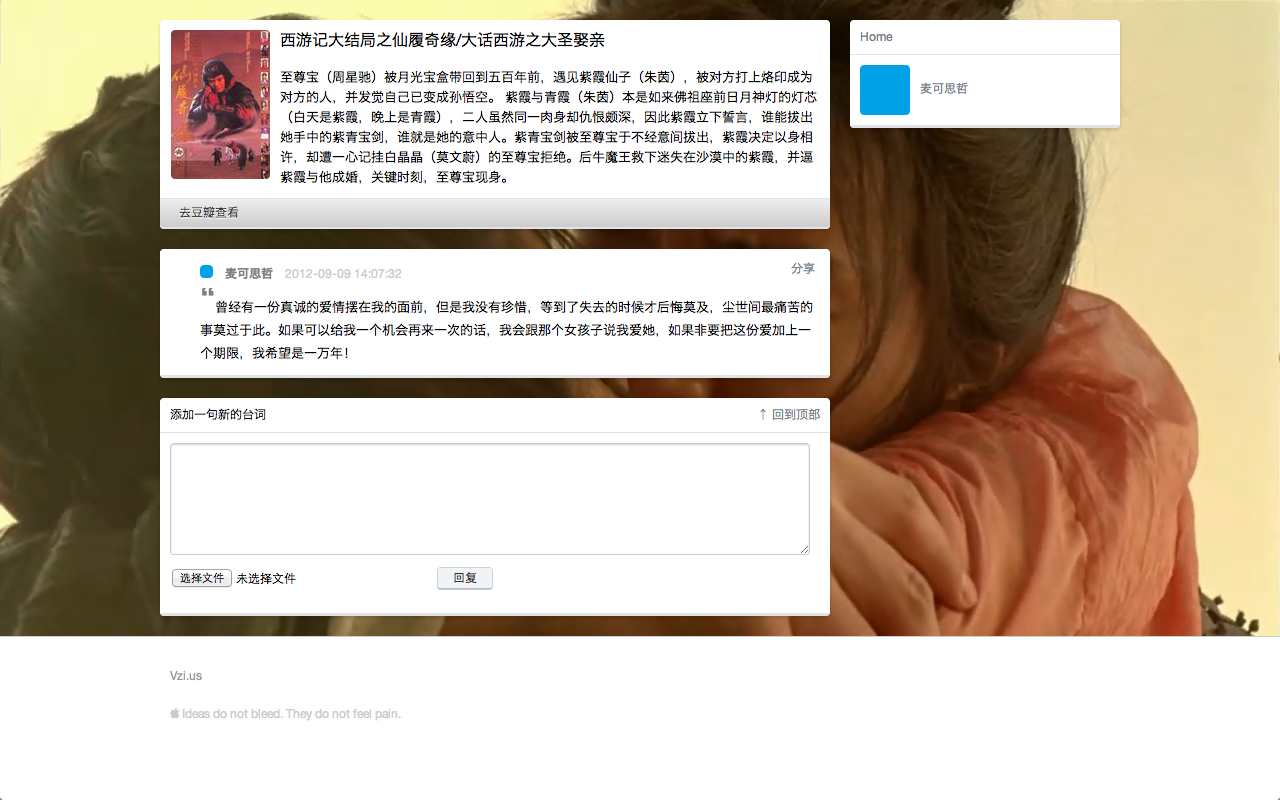 西游记大结局之仙履奇缘/大话西游之大圣娶亲
至尊宝（周星驰）被月光宝盒带回到五百年前，遇见紫霞仙子（朱茵），被对方打上烙印成为
对方的人，并发觉自己已变成孙悟空。 紫霞与青霞（朱茵）本是如来佛祖座前日月神灯的灯芯
（白天是紫霞，晚上是青霞），二人虽然同一肉身却仇恨颇深，因此紫霞立下誓言，谁能拔出
她手中的紫青宝剑，谁就是她的意中人。紫青宝剑被至尊宝于不经意间拔出，紫霞决定以身相
许，却遭一心记挂白晶晶（莫文蔚）的至尊宝拒绝。后牛魔王救下迷失在沙漠中的紫霞，并逼
紫霞与他成婚，关键时刻，至尊宝现身。
去豆瓣查看
Home
麦可思哲
麦可思哲 2012-09-09 14:07:32
分享
曾经有一份真诚的爱情摆在我的面前，但是我没有珍惜，等到了失去的时候才后悔莫及，尘世间最痛苦的
事莫过于此。如果可以给我一个机会再来一次的话，我会跟那个女孩子说我爱她，如果非要把这份爱加上一
个期限，我希望是一万年！
添加一句新的台词
↑ 回到顶部
选择文件 未选择文件
回复
Vzi.us
Ideas do not bleed. They do not feel pain.